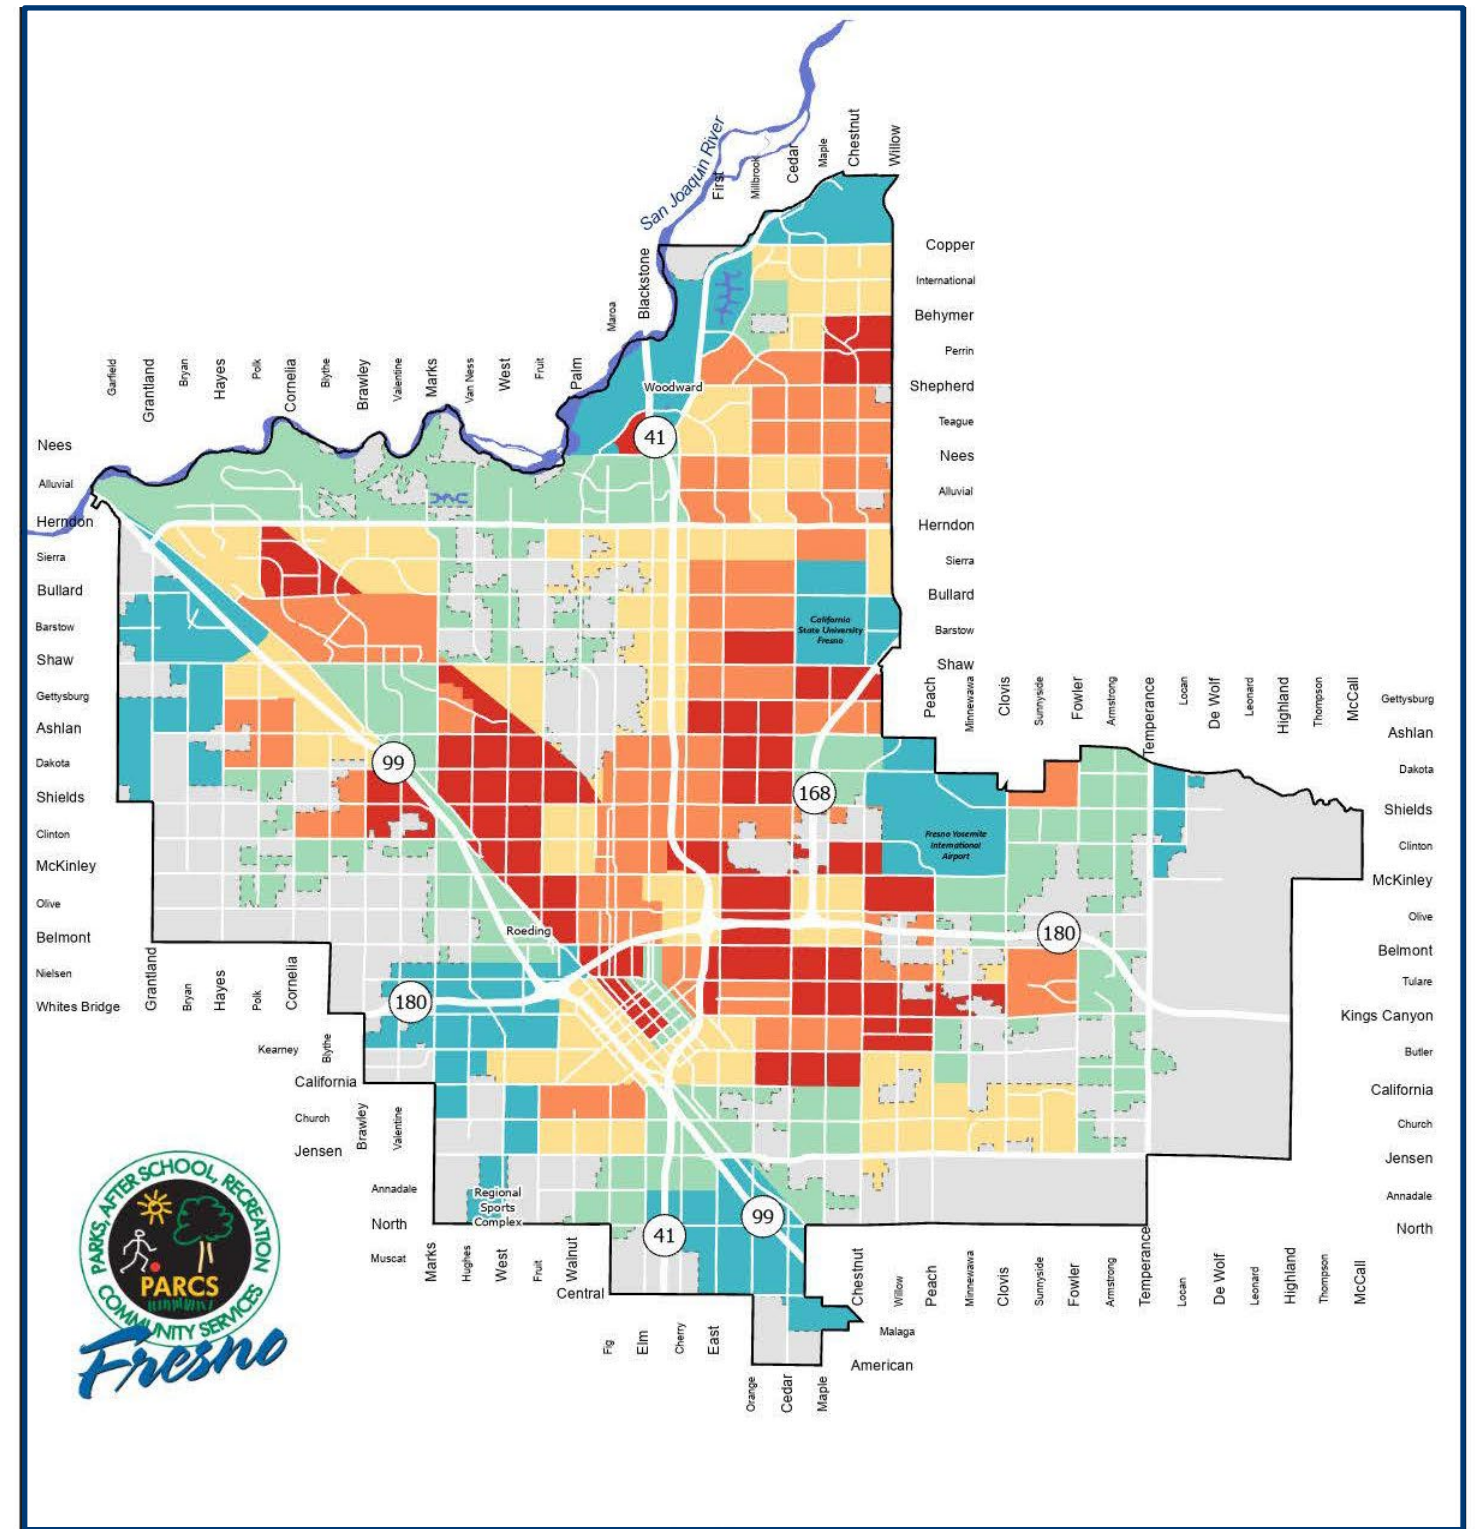 San Joaquin River
First
Millbrook
Cedar
Maple
Chestnut
Willow
Maroa
Blackstone
Copper
International
Behymer
Perrin
Shepherd
Teague
Nees
Alluvial
Herndon
Sierra
Bullard
Barstow
Shaw
Garfield
Grantland
Bryan
Hayes
Polk
Cornelia
Blythe
Brawley
Valentine
Marks
Van Ness
West
Fruit
Palm
Woodward
41
Nees
Alluvial
Herndon
Sierra
Bullard
Barstow
Shaw
Gettysburg
Ashlan
Dakota
Shields
Clinton
McKinley
Olive
Belmont
Nielsen
Whites Bridge
California
State University
Fresno
Peach
Minnewawa
Clovis
Sunnyside
Fowler
Armstrong
Temperance
Locan
De Wolf
Leonard
Highland
Thompson
McCall
Gettysburg
Ashlan
Dakota
Shields
Clinton
McKinley
Olive
Belmont
Tulare
Kings Canyon
Butler
California
Church
Jensen
Annadale
North
99
168
Fresno Yosemite
International
Airport
Roeding
180
180
Grantland
Bryan
Hayes
Polk
Cornelia
Kearney
Blythe
California
Church
Brawley
Valentine
Jensen
Annadale
North
Muscat
Regional
Sports
Complex
41
99
Marks
Hughes
West
Fruit
Walnut
Central
Chestnut
Willow
Peach
Minnewawa
Clovis
Sunnyside
Fowler
Armstrong
Temperance
Locan
De Wolf
Leonard
Highland
Thompson
McCall
Fig
Elm
Cherry
East
Malaga
American
Orange
Cedar
Maple
PARKS, AFTER SCHOOL, RECREATION
PARCS
COMMUNITY SERVICES
Fresno